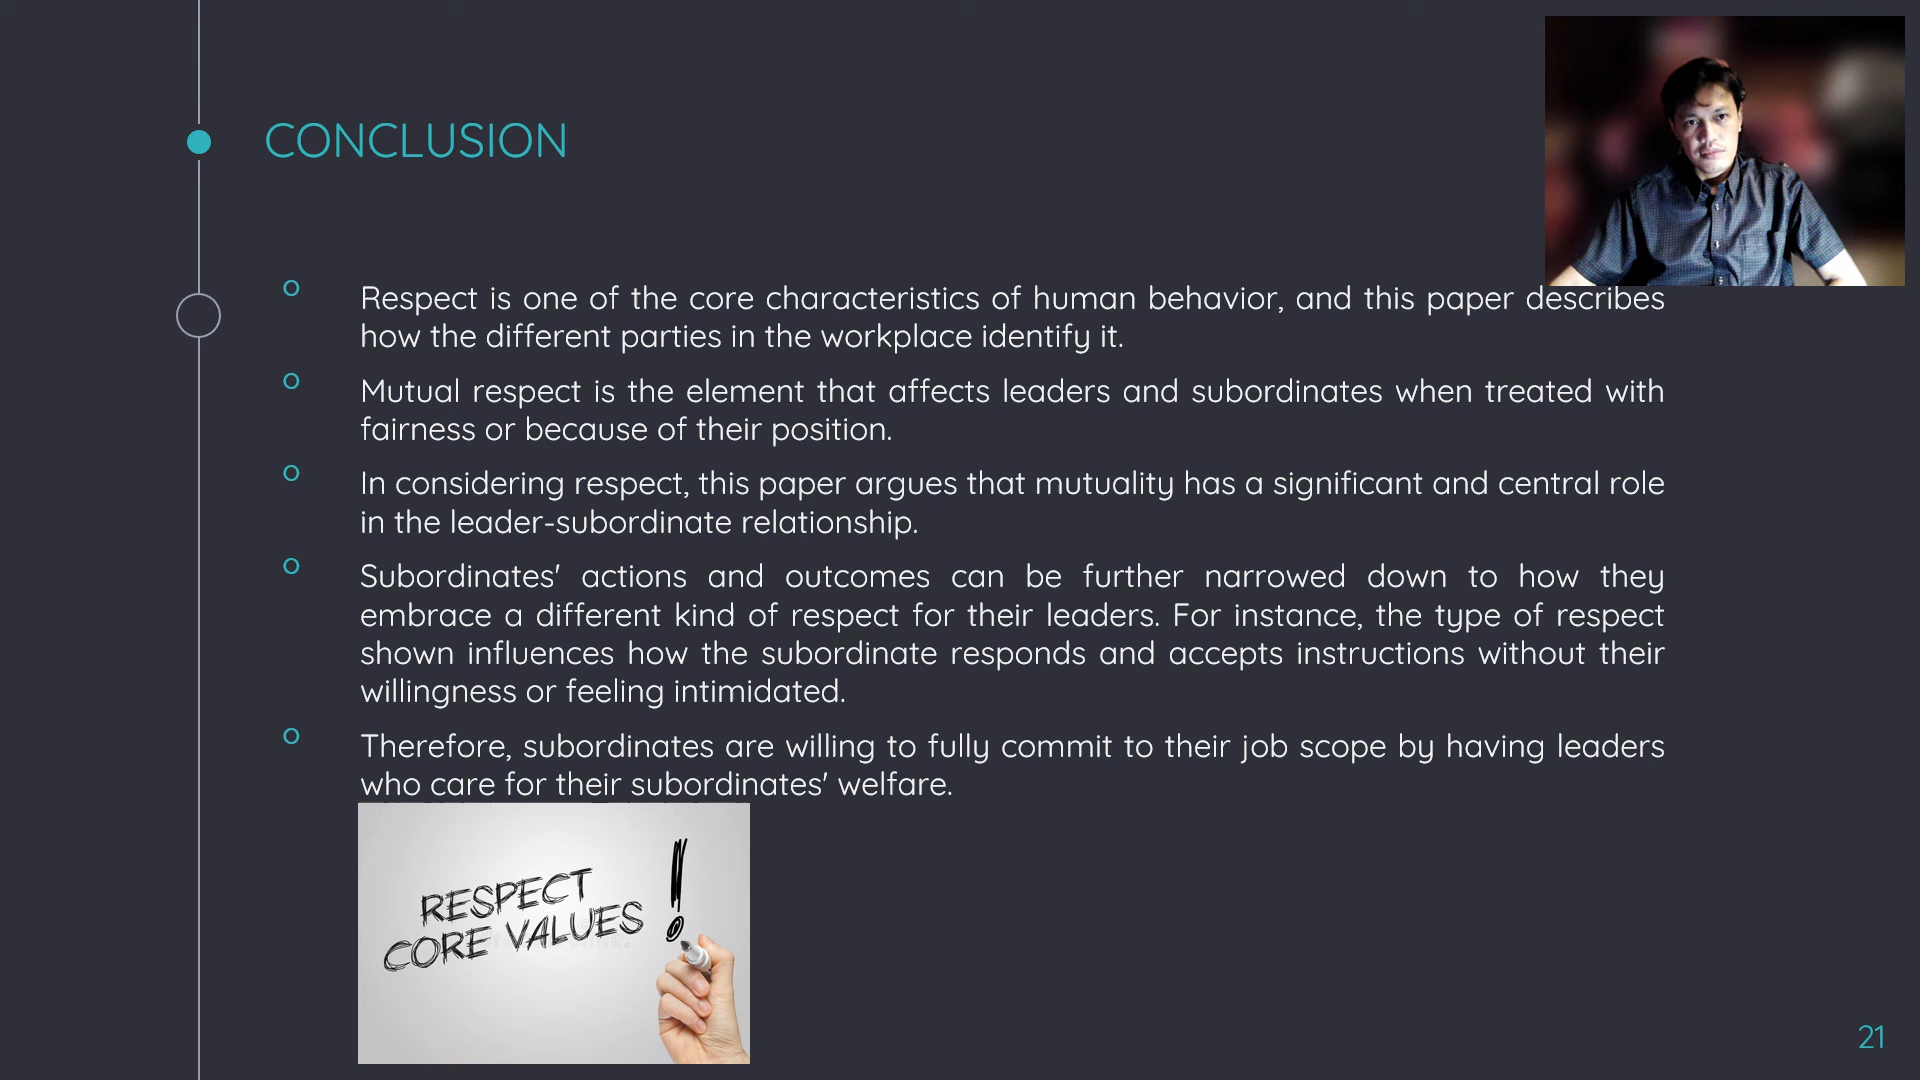 CONCLUSION
Respect is one of the core characteristics of human behavior, and this paper describes
how the different parties in the workplace identify it.
Mutual respect is the element that affects leaders and subordinates when treated with
fairness or because of their position.
In considering respect, this paper argues that mutuality has a significant and central role
in the leader-subordinate relationship.
Subordinates' actions and outcomes can be further narrowed down to how they
embrace a different kind of respect for their leaders. For instance, the type of respect
shown influences how the subordinate responds and accepts instructions without their
willingness or feeling intimidated.
Therefore, subordinates are willing to fully commit to their job scope by having leaders
who care for their subordinates' welfare.
RESPECT
CORE VALUES !
21